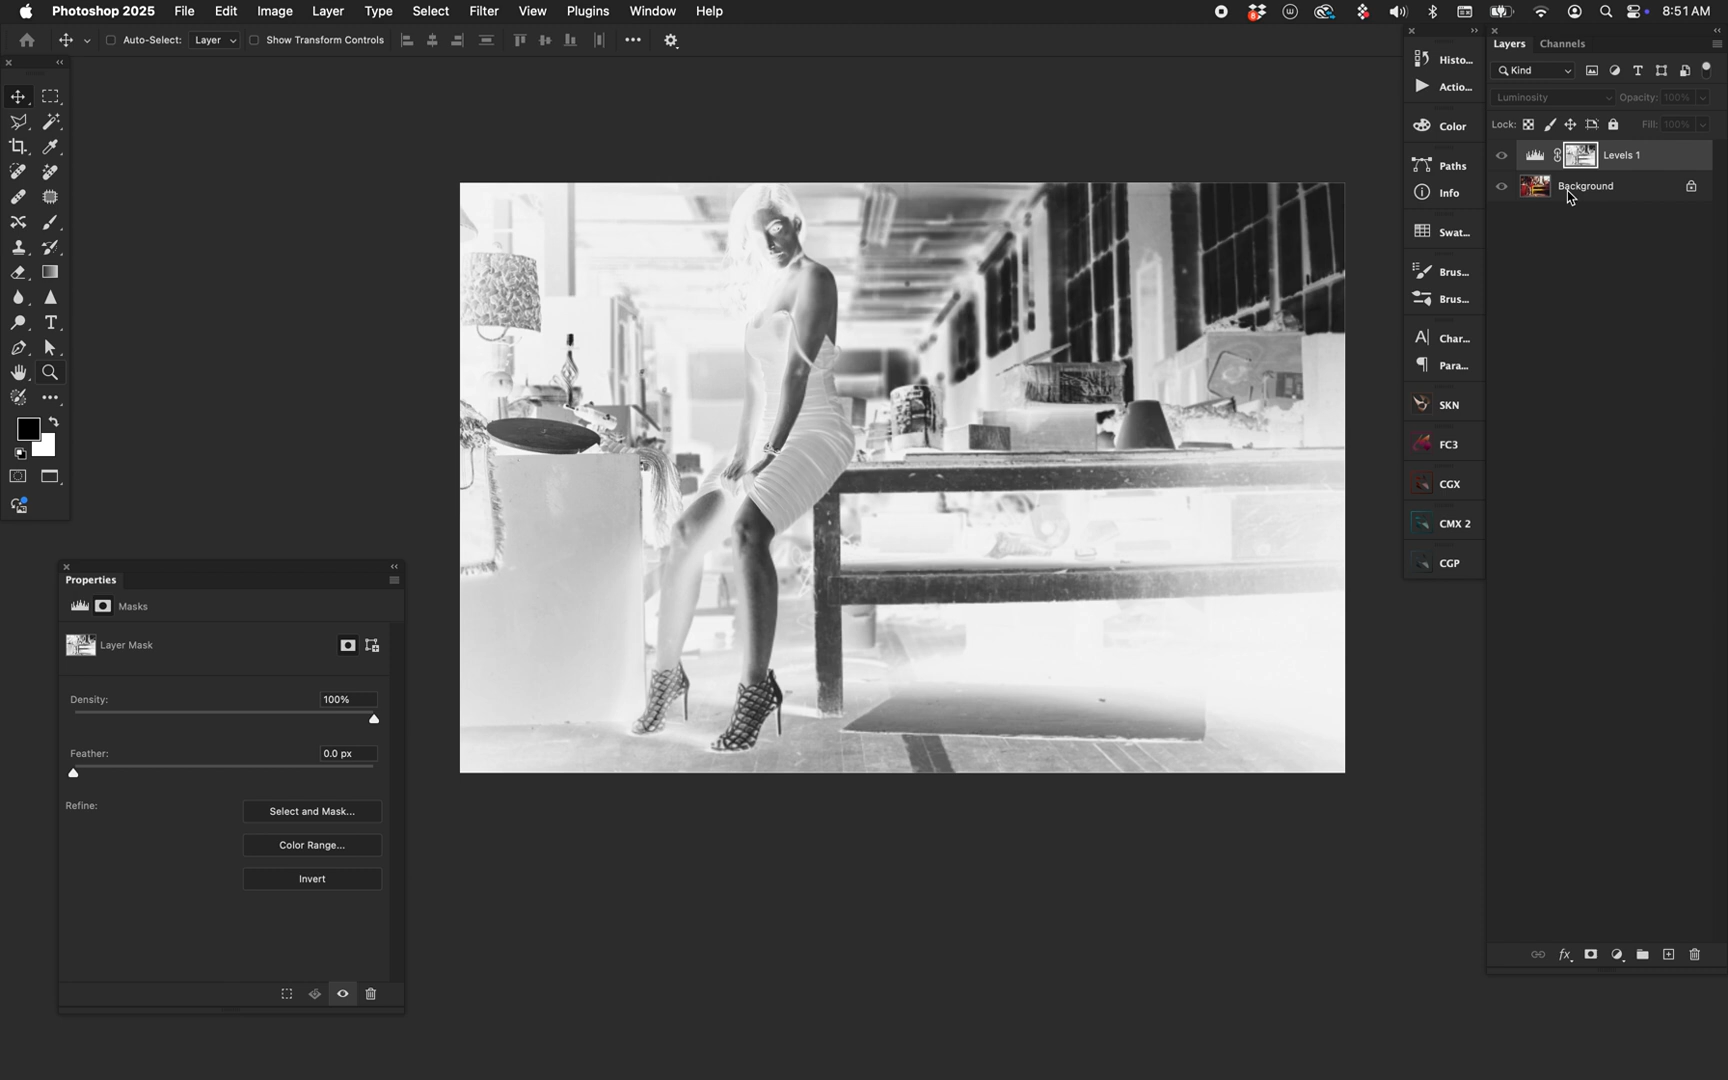 Photoshop 2025 File Edit Image Layer Type Select Filter View Plugins Window Help 8:51 AM
Auto-Select: Layer Show Transform Controls
Histo...
Actio...
Color
Paths
Info
Swat...
Brus...
Brus...
Char...
Para...
SKN
FC3
CGX
CMX 2
CGP
Layers Channels
Kind
Luminosity Opacity: 100%
Lock: Fill: 100%
Levels 1
Background
Properties
Masks
Layer Mask
Density: 100%
Feather: 0.0 px
Refine: Select and Mask...
Color Range...
Invert